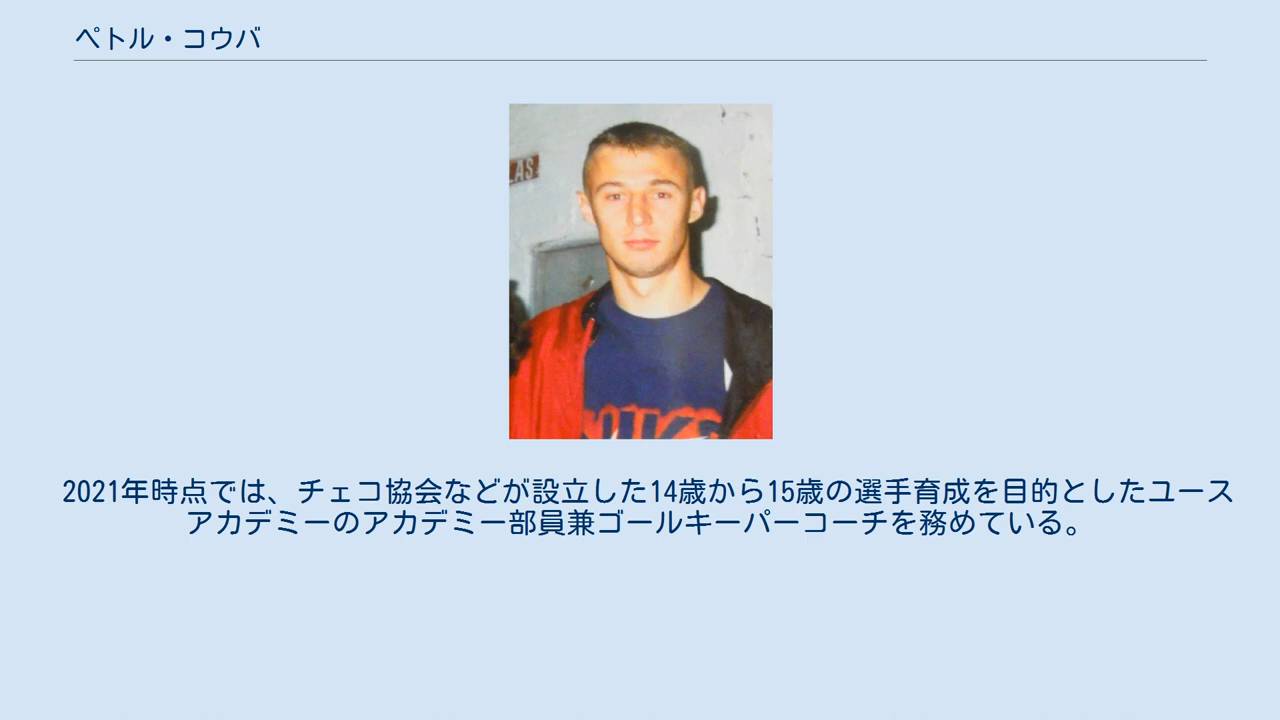 ペトル・コウバ
LAS
NIKE
2021年時点では、チェコ協会などが設立した14歳から15歳の選手育成を目的としたユース
アカデミーのアカデミー部員兼ゴールキーパーコーチを務めている。